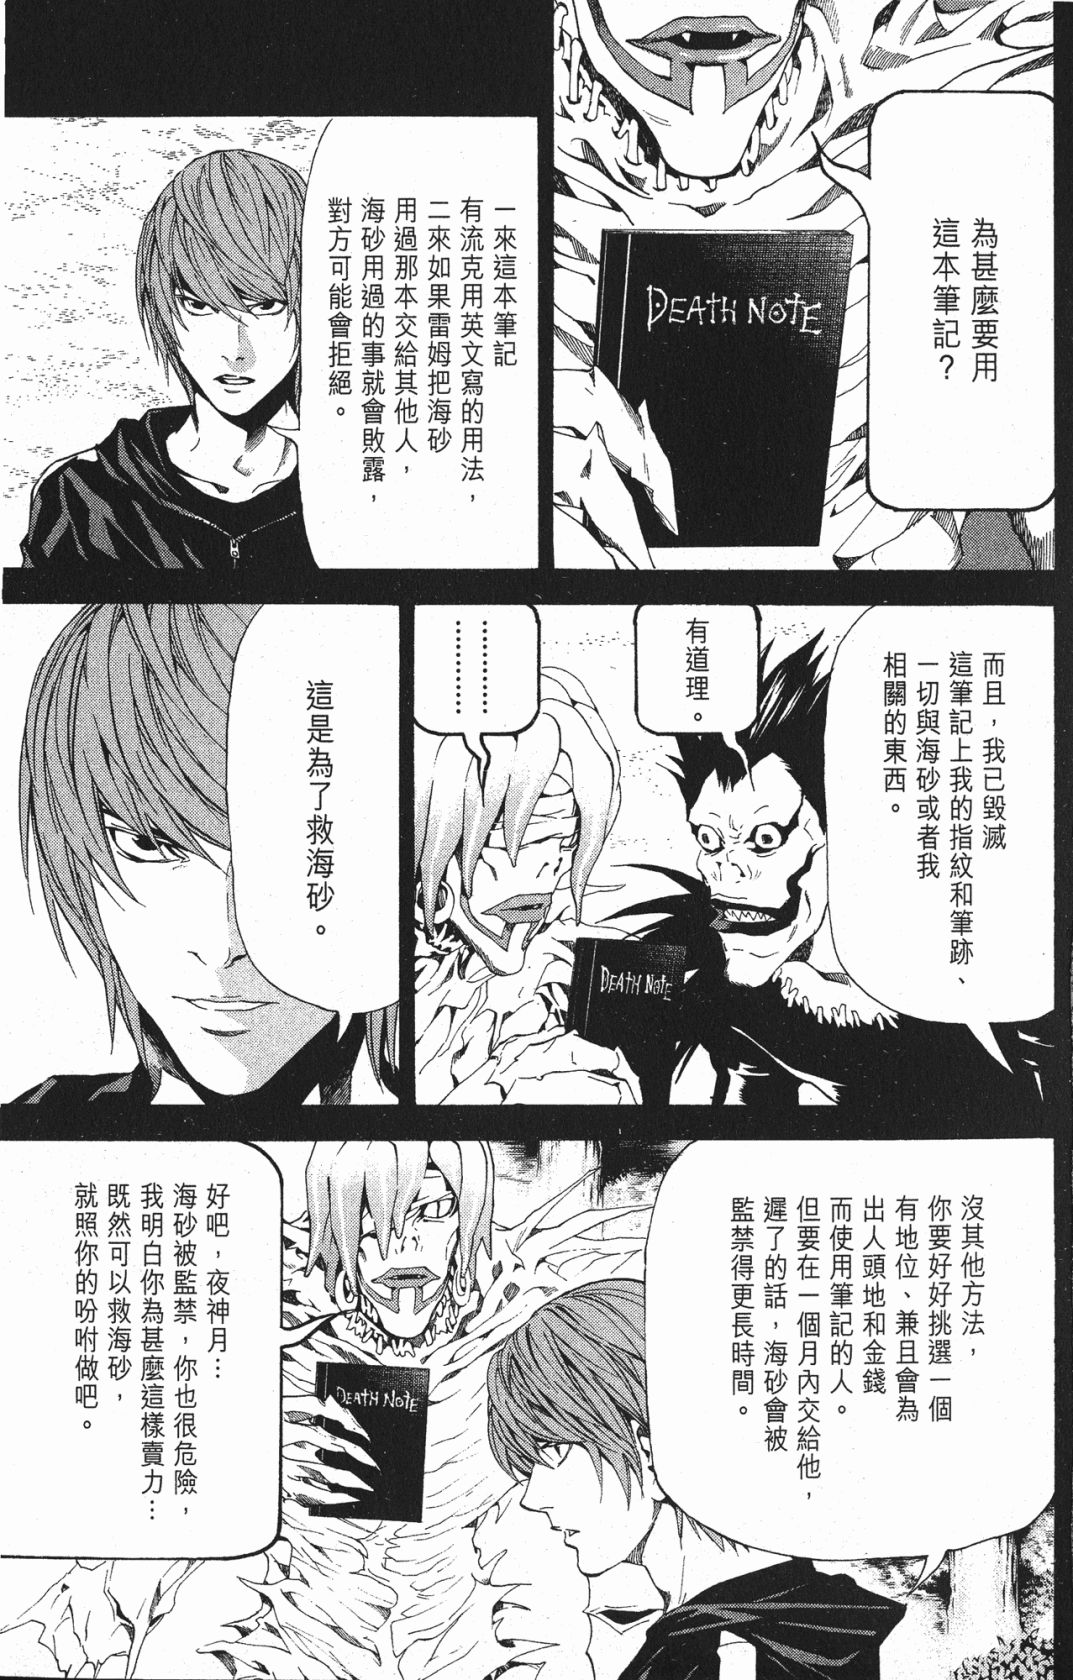 為甚麼要用
這本筆記？
DEATH NOTE
一來這本筆記
有流克用英文寫的用法，
二來如果雷姆把海砂
用過那本交給其他人，
海砂用過的事就會敗露，
對方可能會拒絕。
而且，我已毀滅
這筆記上我的指紋和筆跡、
一切與海砂或者我
相關的東西。
有道理。
DEATH NOTE
⋯⋯⋯⋯
⋯⋯⋯⋯
這是為了救海砂。
沒其他方法，
你要好好挑選一個
有地位、兼且會為
出人頭地和金錢
而使用筆記的人。
但要在一個月內交給他，
遲了的話，海砂會被
監禁得更長時間。
DEATH NOTE
好吧，夜神月⋯
海砂被監禁，你也很危險，
我明白你為甚麼這樣賣力⋯
既然可以救海砂，
就照你的吩咐做吧。